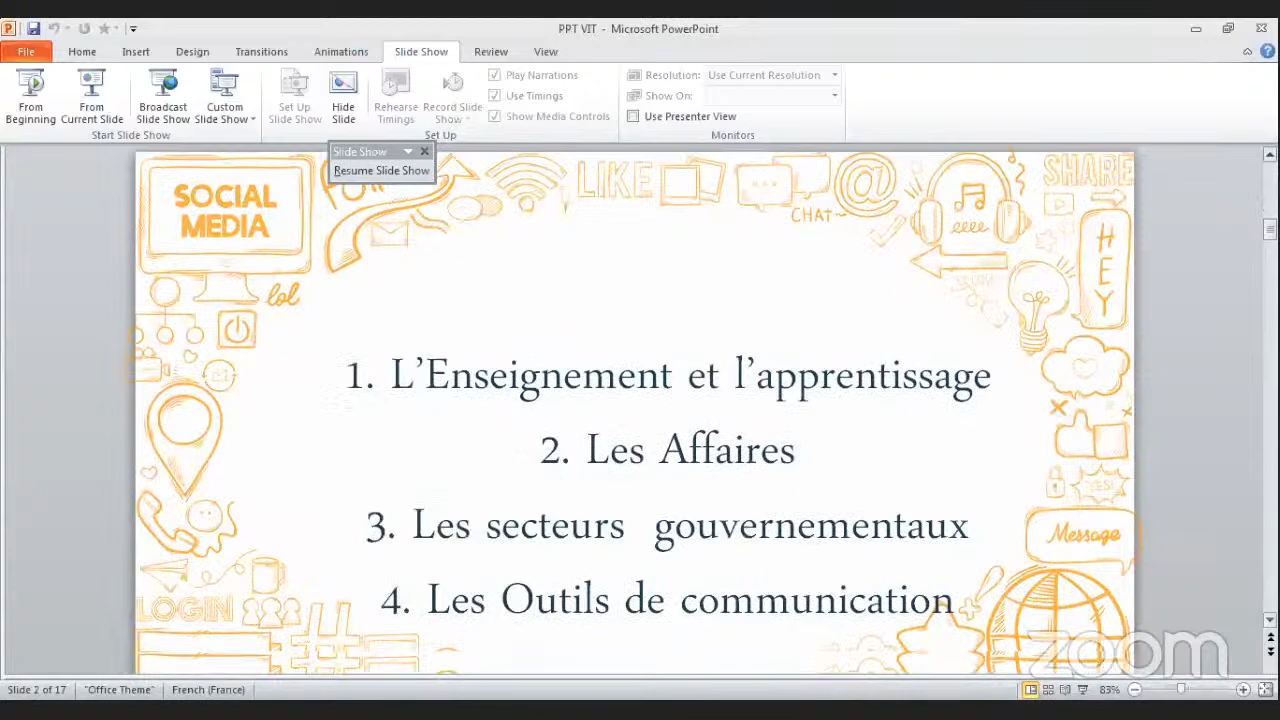 PPT VIT - Microsoft PowerPoint
File Home Insert Design Transitions Animations Slide Show Review View
From Beginning
From Current Slide
Broadcast Slide Show
Custom Slide Show
Set Up Slide Show
Hide Slide
Rehearse Timings
Record Slide Show
Play Narrations
Use Timings
Show Media Controls
Resolution: Use Current Resolution
Show On:
Use Presenter View
Start Slide Show
Set Up
Monitors
Slide Show
Resume Slide Show
SOCIAL
MEDIA
LIKE
CHAT
@
SHARE
HEY
lol
1. L’Enseignement et l’apprentissage
2. Les Affaires
3. Les secteurs gouvernementaux
4. Les Outils de communication
YES!
Message
LOGIN
#
zoom
Slide 2 of 17 "Office Theme" French (France) 83%